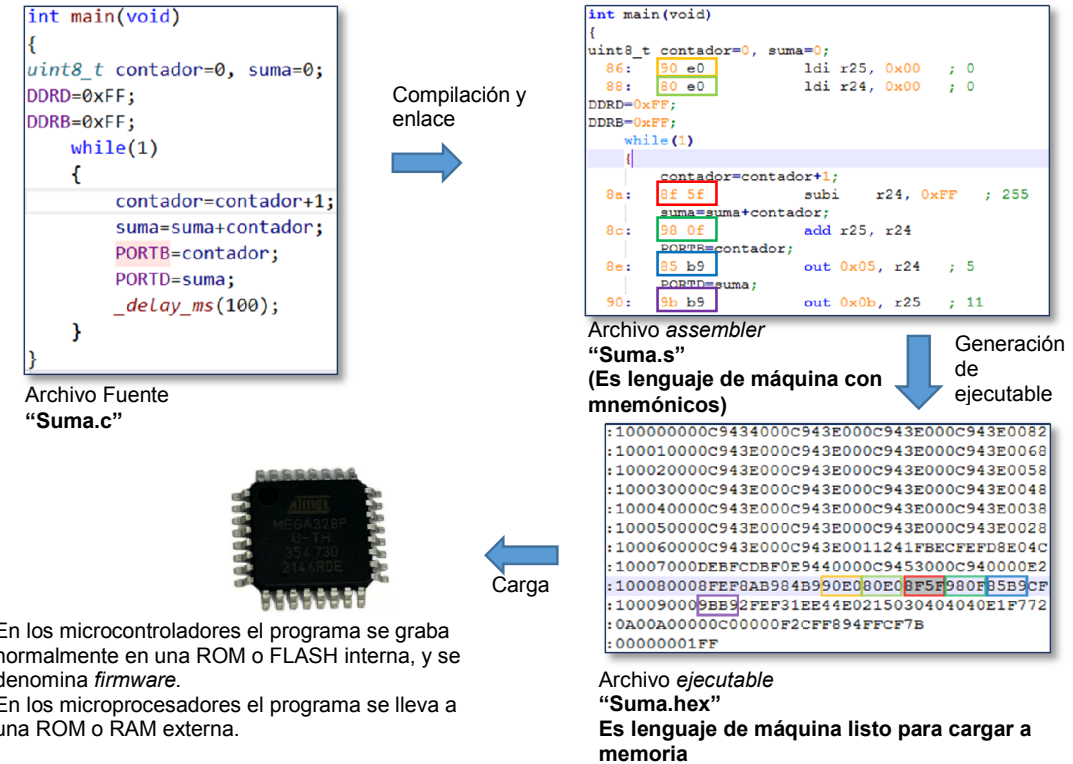 int main(void)
{
uint8_t contador=0, suma=0;
DDRD=0xFF;
DDRB=0xFF;
while(1)
{
contador=contador+1;
suma=suma+contador;
PORTB=contador;
PORTD=suma;
_delay_ms(100);
}
}
Archivo Fuente
“Suma.c”
Compilación y
enlace
int main(void)
{
uint8_t contador=0, suma=0;
86: 90 e0 ldi r25, 0x00 ; 0
88: 80 e0 ldi r24, 0x00 ; 0
DDRD=0xFF;
DDRB=0xFF;
while(1)
{
contador=contador+1;
8a: 8f 5f subi r24, 0xFF ; 255
suma=suma+contador;
8c: 98 0f add r25, r24
PORTB=contador;
8e: 85 b9 out 0x05, r24 ; 5
PORTD=suma;
90: 9b b9 out 0x0b, r25 ; 11
Archivo assembler
“Suma.s”
(Es lenguaje de máquina con
mnemónicos)
Generación
de
ejecutable
:100000000C9434000C943E000C943E000C943E0082
:100010000C943E000C943E000C943E000C943E0068
:100020000C943E000C943E000C943E000C943E0058
:100030000C943E000C943E000C943E000C943E0048
:100040000C943E000C943E000C943E000C943E0038
:100050000C943E000C943E000C943E000C943E0028
:100060000C943E000C943E0011241FBECFEFD8E04C
:10007000DEBFCDBF0E9440000C9453000C940000E2
:100080008FEF8AB984B990E080E08F5F980F85B9CF
:100090009BB92FEF31EE44E0215030404040E1F772
:0A00A00000C00000F2CFF894FFCF7B
:00000001FF
Archivo ejecutable
“Suma.hex”
Es lenguaje de máquina listo para cargar a
memoria
Carga
ATMEL
MEGA328P
U-TH
354730
2146RDE
En los microcontroladores el programa se graba
normalmente en una ROM o FLASH interna, y se
denomina firmware.
En los microprocesadores el programa se lleva a
una ROM o RAM externa.